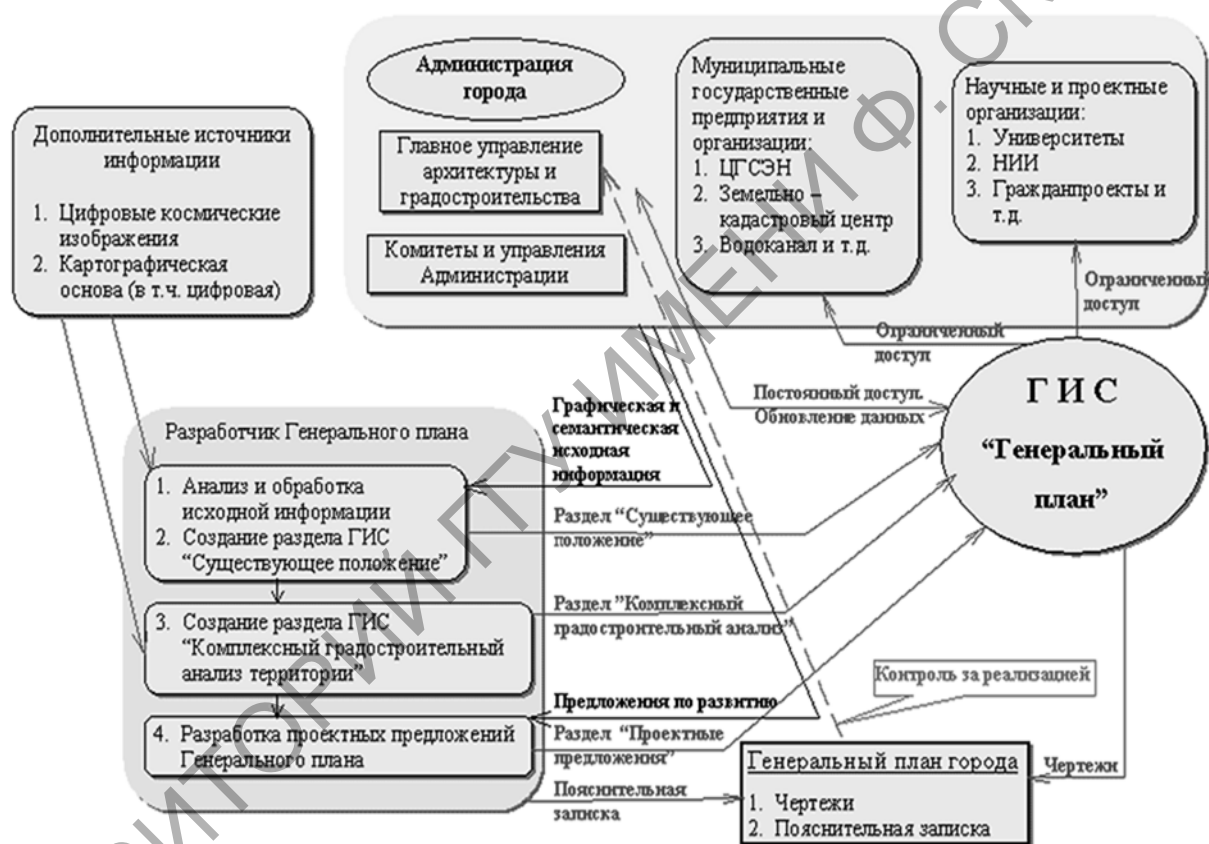 Администрация
города
Главное управление
архитектуры и
градостроительства
Комитеты и управления
Администрации
Муниципальные
государственные
предприятия и
организации:
1. ЦГСЭН
2. Земельно –
кадастровый центр
3. Водоканал и т.д.
Научные и проектные
организации:
1. Университеты
2. НИИ
3. Гражданпроекты и
т.д.
Дополнительные источники
информации
1. Цифровые космические
изображения
2. Картографическая
основа (в т.ч. цифровая)
Ограниченный
доступ
Ограниченный
доступ
Постоянный доступ.
Обновление данных
Г И С
“Генеральный
план”
Графическая и
семантическая
исходная
информация
Разработчик Генерального плана
1. Анализ и обработка
исходной информации
2. Создание раздела ГИС
“Существующее положение”
Раздел “Существующее
положение”
3. Создание раздела ГИС
“Комплексный градостроительный
анализ территории”
Раздел “Комплексный
градостроительный анализ”
Контроль за реализацией
Предложения по развитию
4. Разработка проектных предложений
Генерального плана
Раздел “Проектные
предложения”
Пояснительная
записка
Генеральный план города
1. Чертежи
2. Пояснительная записка
Чертежи
ИТОРИЙ ГГУ ИМЕНИ Ф. СК